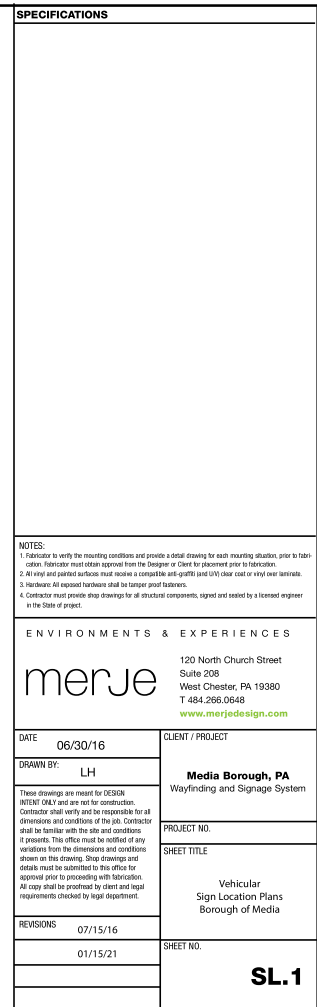 SPECIFICATIONS
NOTES:
1. Fabricator to verify the mounting conditions and provide a detail drawing for each mounting situation, prior to fabri-
cation. Fabricator must obtain approval from the Designer or Client for placement prior to fabrication.
2. All vinyl and painted surfaces must receive a compatible anti-graffiti (and U/V) clear coat or vinyl over laminate.
3. Hardware: All exposed hardware shall be tamper proof fasteners.
4. Contractor must provide shop drawings for all structural components, signed and sealed by a licensed engineer
in the State of project.
ENVIRONMENTS & EXPERIENCES
merje
120 North Church Street
Suite 208
West Chester, PA 19380
T 484.266.0648
www.merjedesign.com
DATE
06/30/16
DRAWN BY:
LH
These drawings are meant for DESIGN
INTENT ONLY and are not for construction.
Contractor shall verify and be responsible for all
dimensions and conditions of the job. Contractor
shall be familiar with the site and conditions
it presents. This office must be notified of any
variations from the dimensions and conditions
shown on this drawing. Shop drawings and
details must be submitted to this office for
approval prior to proceeding with fabrication.
All copy shall be proofread by client and legal
requirements checked by legal department.
REVISIONS
07/15/16
01/15/21
CLIENT / PROJECT
Media Borough, PA
Wayfinding and Signage System
PROJECT NO.
SHEET TITLE
Vehicular
Sign Location Plans
Borough of Media
SHEET NO.
SL.1